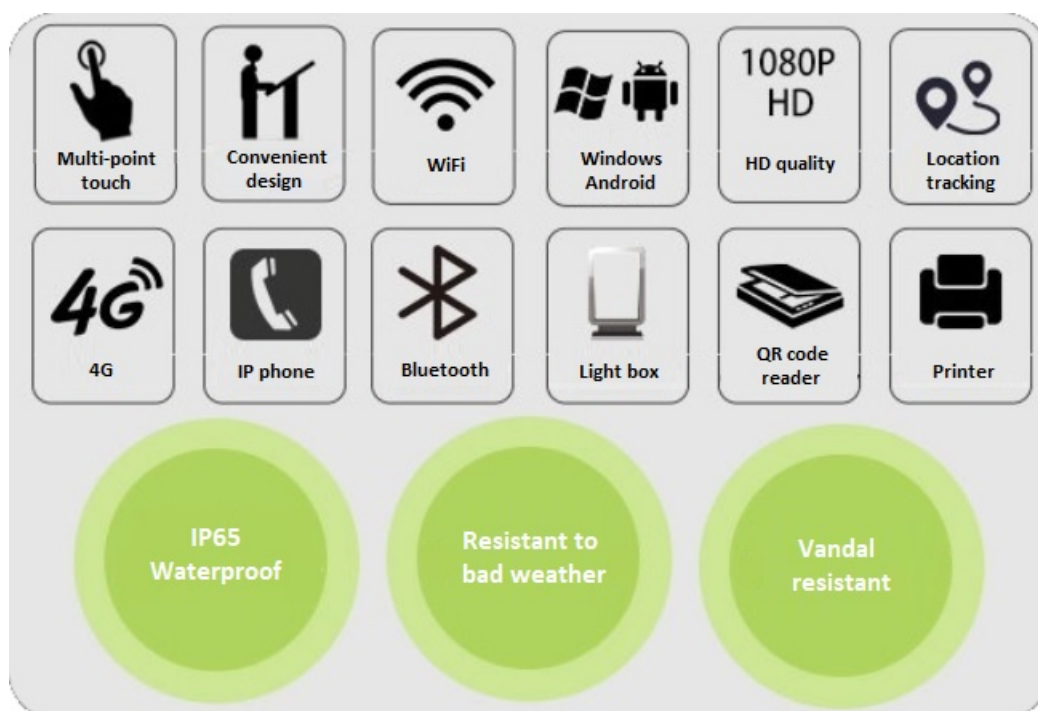 Multi-point
touch
Convenient
design
WiFi
Windows
Android
1080P
HD
HD quality
Location
tracking
4G
4G
IP phone
Bluetooth
Light box
QR code
reader
Printer
IP65
Waterproof
Resistant to
bad weather
Vandal
resistant